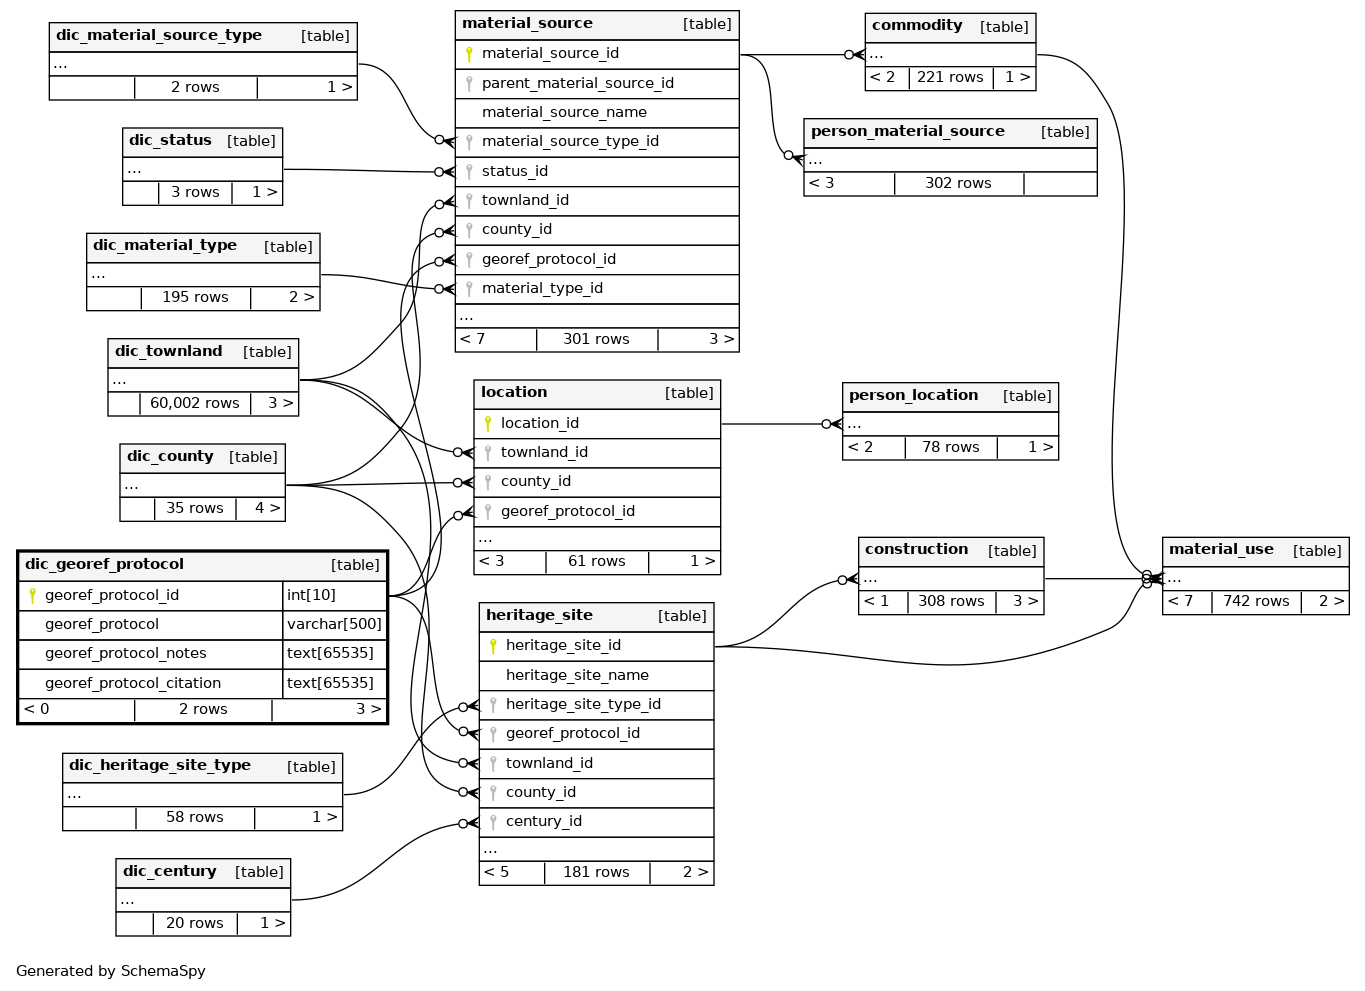 dic_material_source_type [table]
...
2 rows 1 >
dic_status [table]
...
3 rows 1 >
dic_material_type [table]
...
195 rows 2 >
dic_townland [table]
...
60,002 rows 3 >
dic_county [table]
...
35 rows 4 >
dic_georef_protocol [table]
georef_protocol_id int[10]
georef_protocol varchar[500]
georef_protocol_notes text[65535]
georef_protocol_citation text[65535]
< 0 2 rows 3 >
dic_heritage_site_type [table]
...
58 rows 1 >
dic_century [table]
...
20 rows 1 >
material_source [table]
material_source_id
parent_material_source_id
material_source_name
material_source_type_id
status_id
townland_id
county_id
georef_protocol_id
material_type_id
...
< 7 301 rows 3 >
location [table]
location_id
townland_id
county_id
georef_protocol_id
...
< 3 61 rows 1 >
heritage_site [table]
heritage_site_id
heritage_site_name
heritage_site_type_id
georef_protocol_id
townland_id
county_id
century_id
...
< 5 181 rows 2 >
commodity [table]
...
< 2 221 rows 1 >
person_material_source [table]
...
< 3 302 rows
person_location [table]
...
< 2 78 rows 1 >
construction [table]
...
< 1 308 rows 3 >
material_use [table]
...
< 7 742 rows 2 >
Generated by SchemaSpy